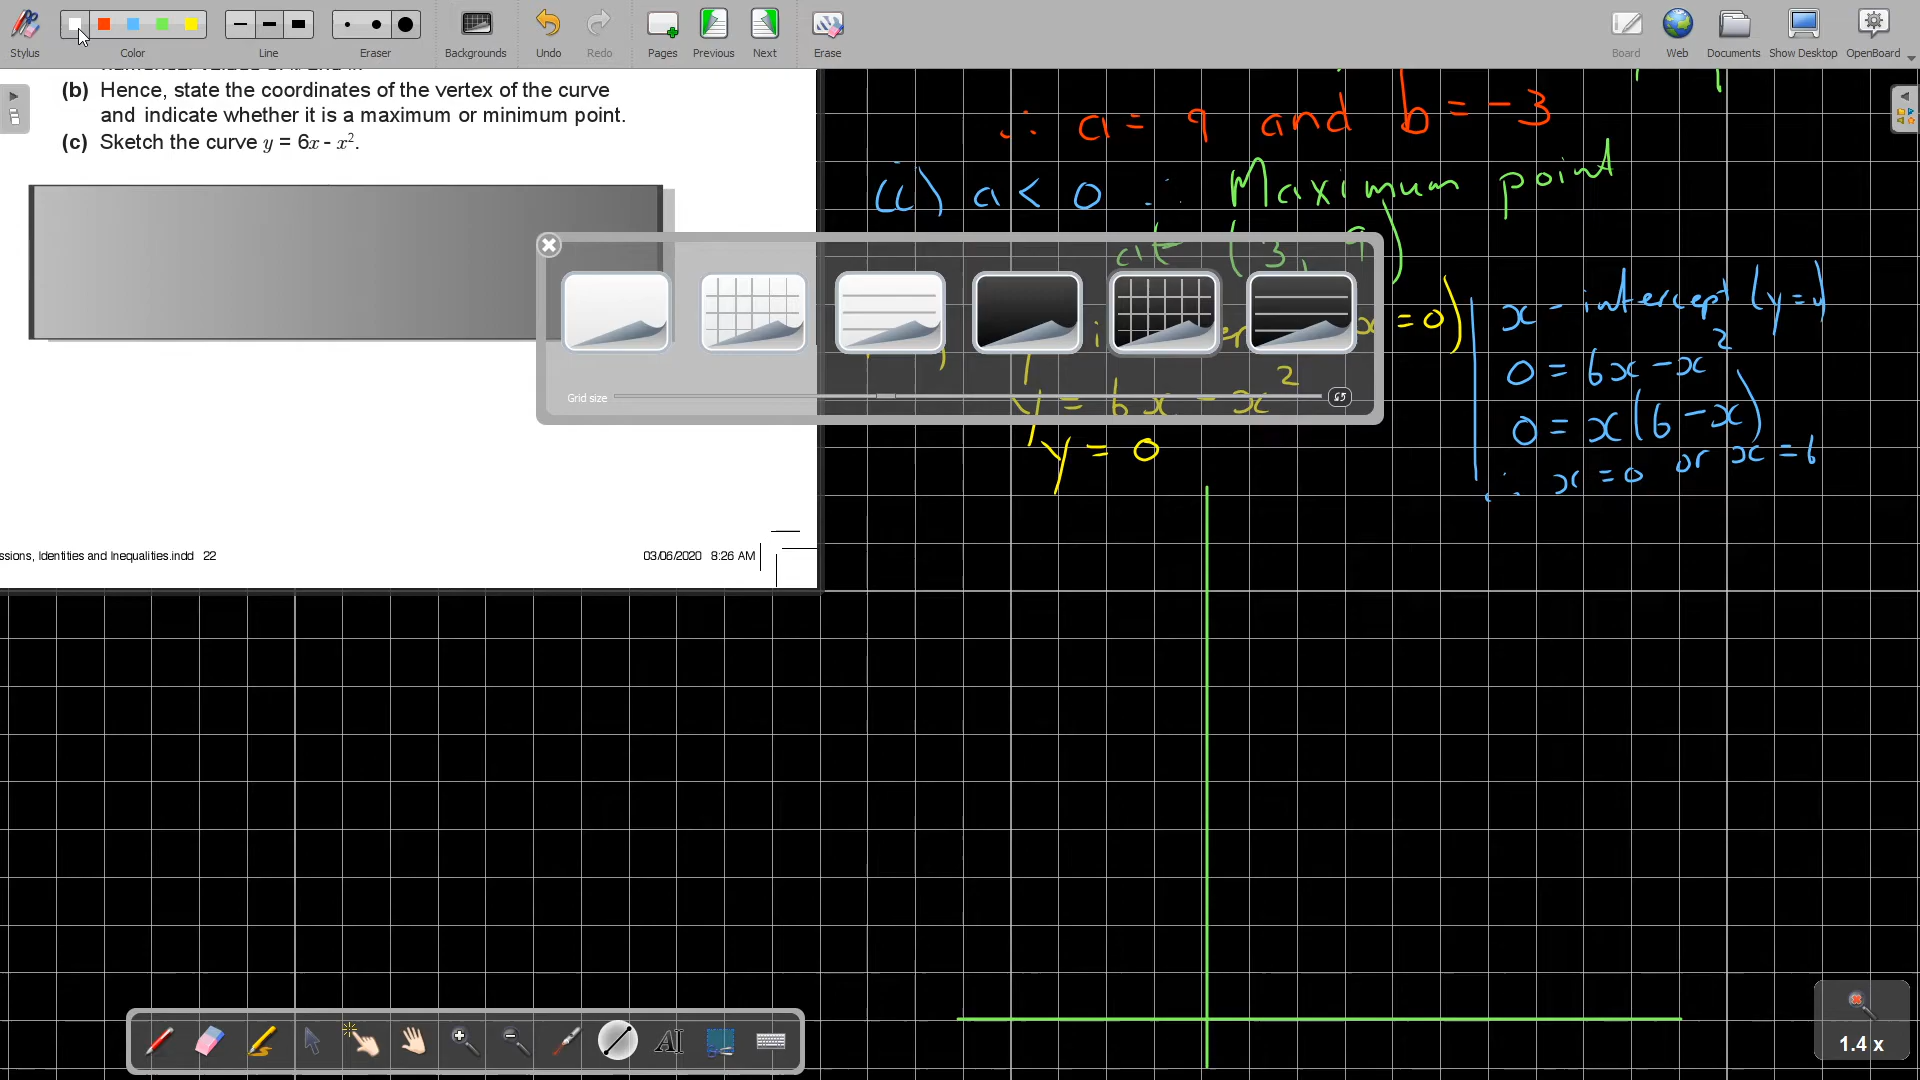 Stylus
Color
Line
Eraser
Backgrounds
Undo
Redo
Pages
Previous
Next
Erase
Board
Web
Documents
Show Desktop
OpenBoard
(b) Hence, state the coordinates of the vertex of the curve
and indicate whether it is a maximum or minimum point.
(c) Sketch the curve y = 6x - x².
ssions, Identities and Inequalities.indd 22
03/06/2020 8:26 AM
∴ a = 9 and b = -3
(ii) a < 0 ∴ Maximum point
at (3, 9)
x = 0)
y = 6x - x²
y = 0
x - intercept (y=
0 = 6x - x²
0 = x(6 - x)
∴ x = 0 or x = 6
Grid size
1.4 x